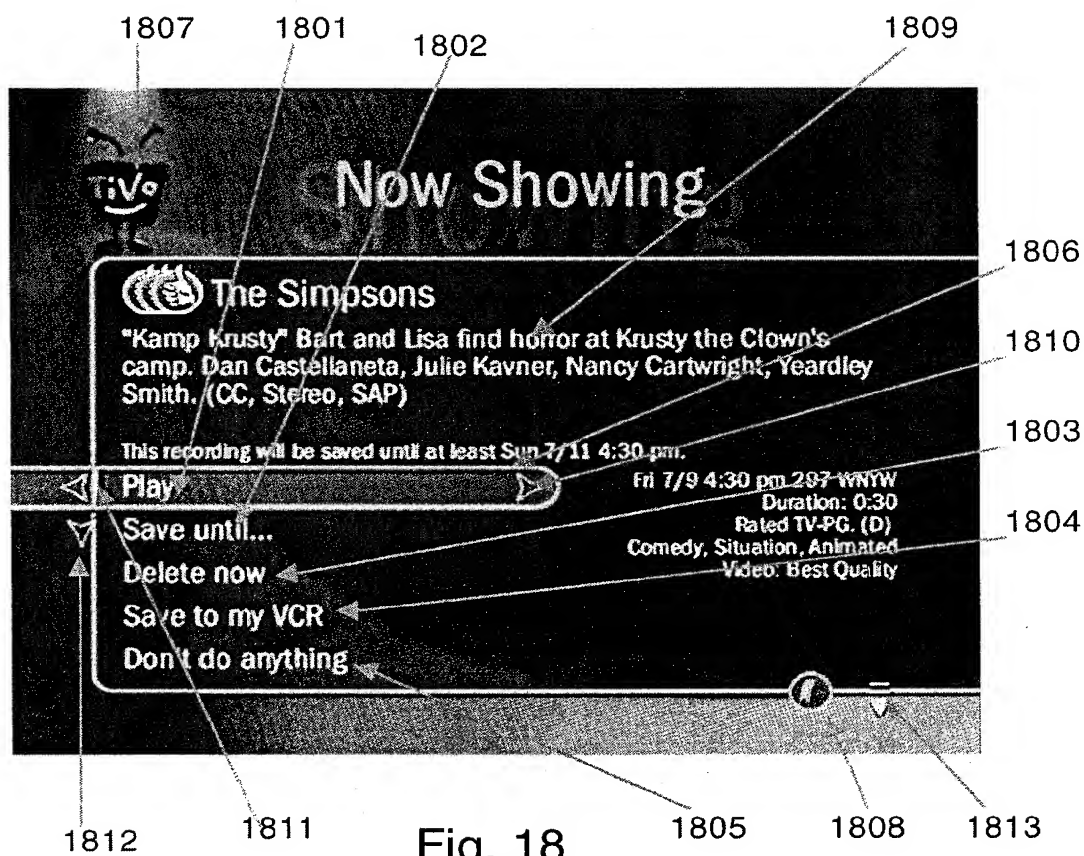 1807 1801 1802 1809
TiVo
Now Showing
Showing
The Simpsons
"Kamp Krusty" Bart and Lisa find horror at Krusty the Clown's
camp. Dan Castellaneta, Julie Kavner, Nancy Cartwright, Yeardley
Smith. (CC, Stereo, SAP)
This recording will be saved until at least Sun 7/11 4:30 pm.
Play
Save until...
Delete now
Save to my VCR
Don't do anything
Fri 7/9 4:30 pm 297 WNYW
Duration: 0:30
Rated TV-PG. (D)
Comedy, Situation, Animated
Video: Best Quality
1806
1810
1803
1804
1812 1811 1805 1808 1813
Fig. 18